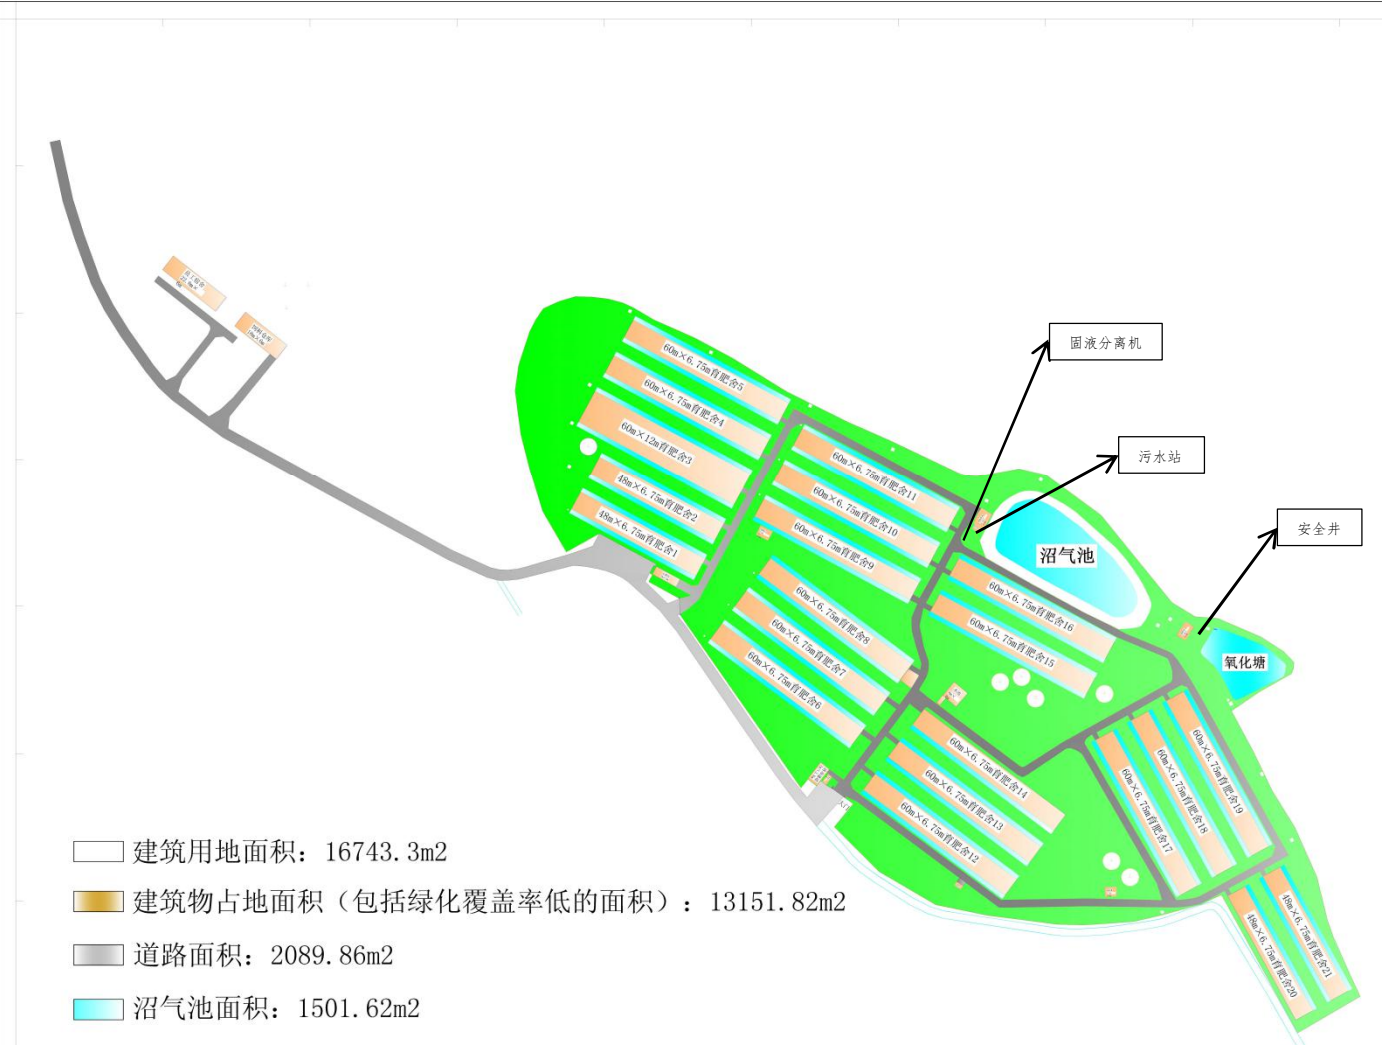 员工宿舍
饲料仓库
60m×6.75m育肥舍5
60m×6.75m育肥舍4
60m×12m育肥舍3
48m×6.75m育肥舍2
48m×6.75m育肥舍1
60m×6.75m育肥舍11
60m×6.75m育肥舍10
60m×6.75m育肥舍9
60m×6.75m育肥舍8
60m×6.75m育肥舍7
60m×6.75m育肥舍6
固液分离机
污水站
安全井
沼气池
氧化塘
60m×6.75m育肥舍16
60m×6.75m育肥舍15
60m×6.75m育肥舍14
60m×6.75m育肥舍13
60m×6.75m育肥舍12
60m×6.75m育肥舍17
60m×6.75m育肥舍18
60m×6.75m育肥舍19
48m×6.75m育肥舍20
48m×6.75m育肥舍21
大门
建筑用地面积：16743.3m2
建筑物占地面积（包括绿化覆盖率低的面积）：13151.82m2
道路面积：2089.86m2
沼气池面积：1501.62m2